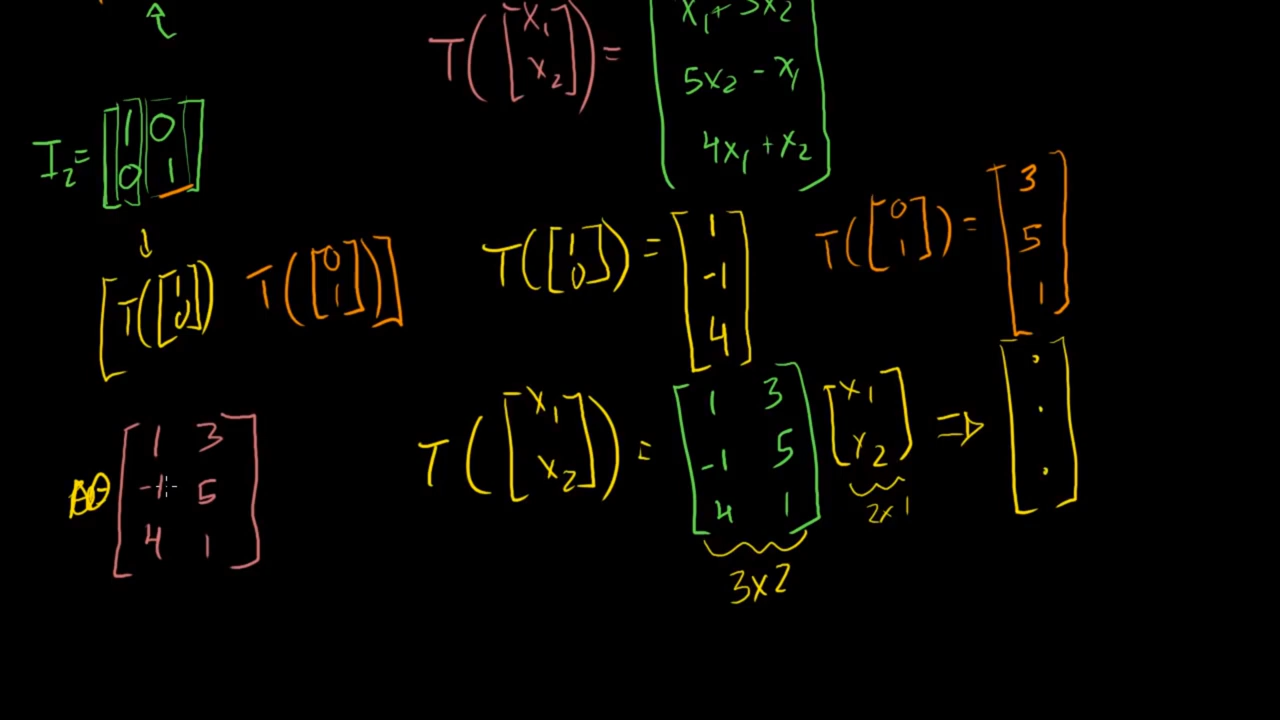 T([x₁ x₂]) = [x₁ + 3x₂
5x₂ - x₁
4x₁ + x₂]
I₂ = [1 0
0 1]
[T([1 0]) T([0 1])]
T([1 0]) = [1 -1 4]
T([0 1]) = [3 5 1]
[1 3
-1 5
4 1]
T([x₁ x₂]) = [1 3
-1 5
4 1] [x₁ x₂] ⇒ [. . .]
3x2
2x1